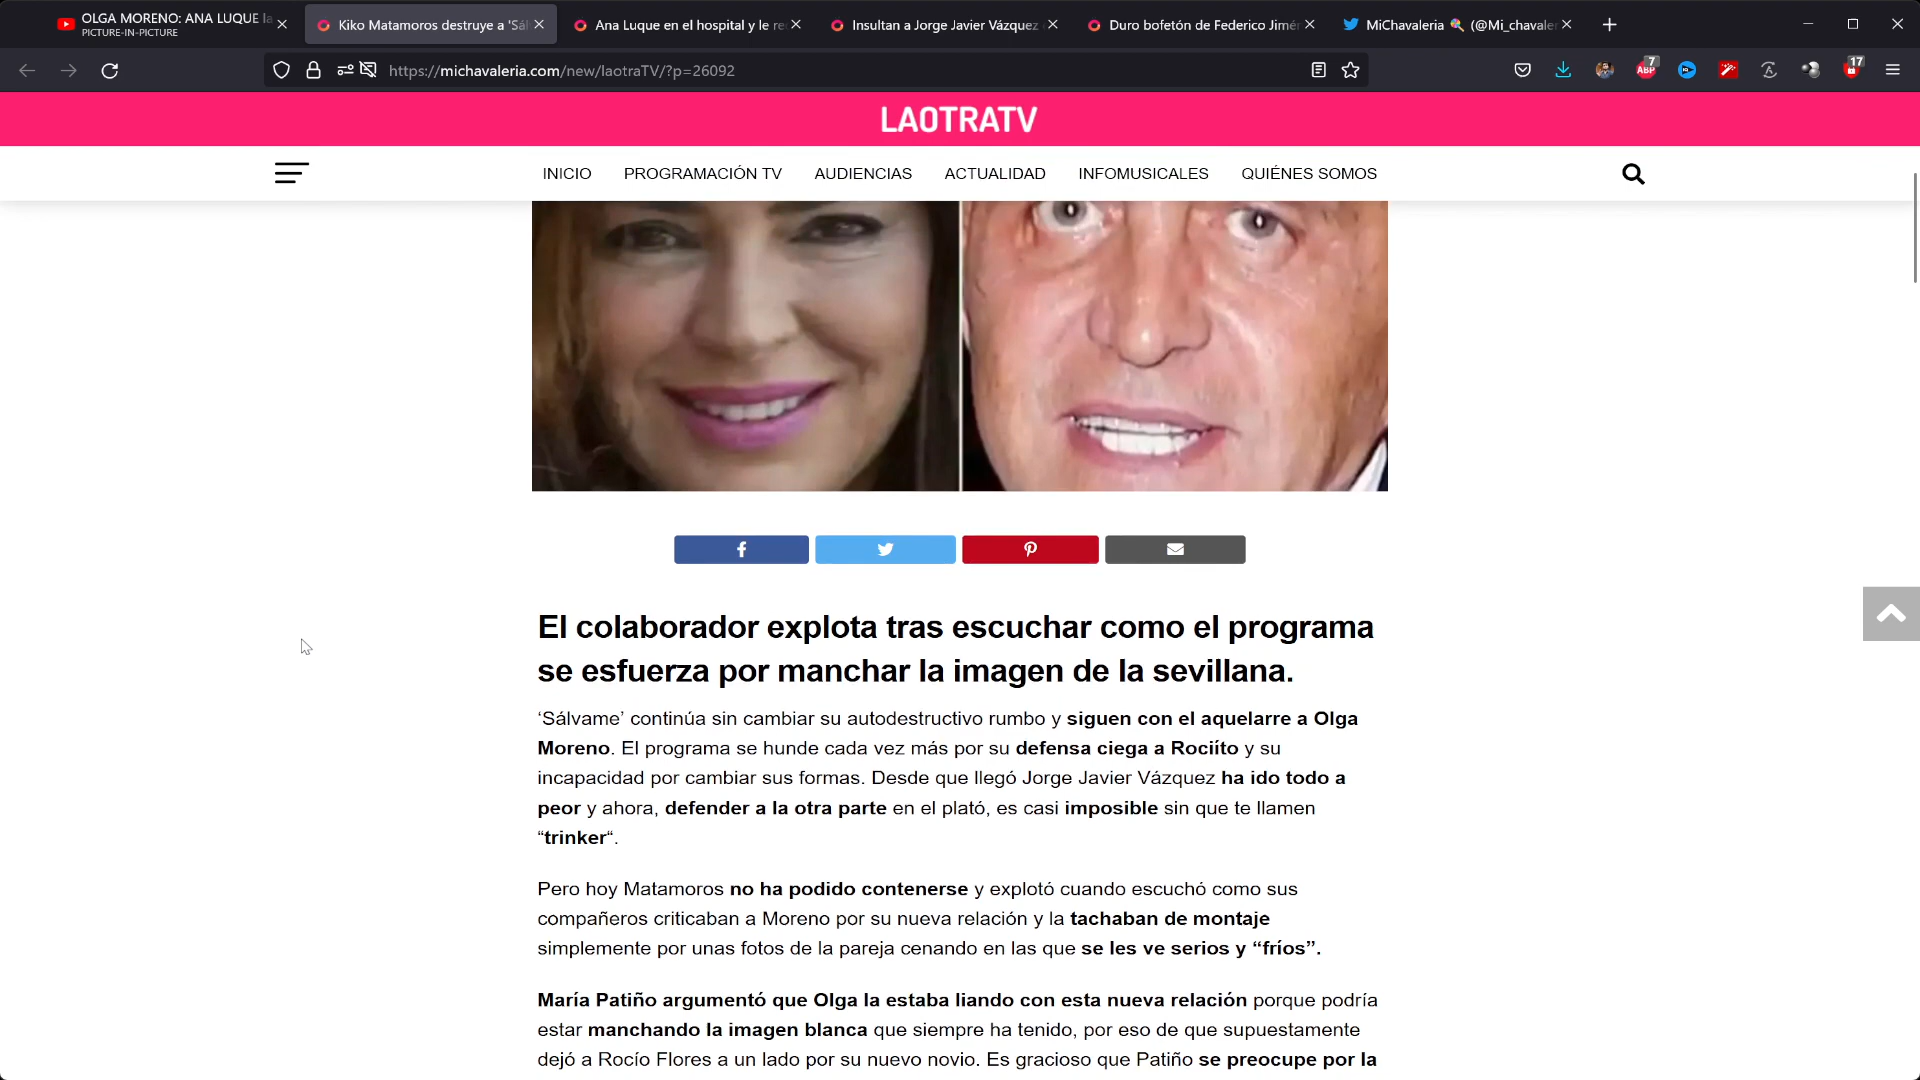 OLGA MORENO: ANA LUQUE la
PICTURE-IN-PICTURE
Kiko Matamoros destruye a 'Sál
Ana Luque en el hospital y le re
Insultan a Jorge Javier Vázquez
Duro bofetón de Federico Jimén
MiChavaleria 🍭 (@Mi_chavaler
https://michavaleria.com/new/laotraTV/?p=26092
ABP
7
17
LAOTRATV
INICIO PROGRAMACIÓN TV AUDIENCIAS ACTUALIDAD INFOMUSICALES QUIÉNES SOMOS
El colaborador explota tras escuchar como el programa
se esfuerza por manchar la imagen de la sevillana.
‘Sálvame’ continúa sin cambiar su autodestructivo rumbo y siguen con el aquelarre a Olga
Moreno. El programa se hunde cada vez más por su defensa ciega a Rociíto y su
incapacidad por cambiar sus formas. Desde que llegó Jorge Javier Vázquez ha ido todo a
peor y ahora, defender a la otra parte en el plató, es casi imposible sin que te llamen
“trinker“.
Pero hoy Matamoros no ha podido contenerse y explotó cuando escuchó como sus
compañeros criticaban a Moreno por su nueva relación y la tachaban de montaje
simplemente por unas fotos de la pareja cenando en las que se les ve serios y “fríos”.
María Patiño argumentó que Olga la estaba liando con esta nueva relación porque podría
estar manchando la imagen blanca que siempre ha tenido, por eso de que supuestamente
dejó a Rocío Flores a un lado por su nuevo novio. Es gracioso que Patiño se preocupe por la